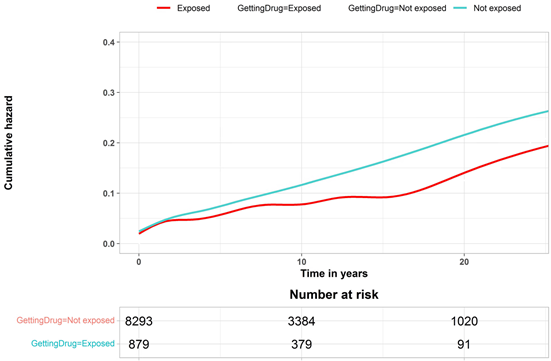 Exposed GettingDrug=Exposed GettingDrug=Not exposed Not exposed
Cumulative hazard
0.4
0.3
0.2
0.1
0.0
0 10 20
Time in years
Number at risk
GettingDrug=Not exposed 8293 3384 1020
GettingDrug=Exposed 879 379 91